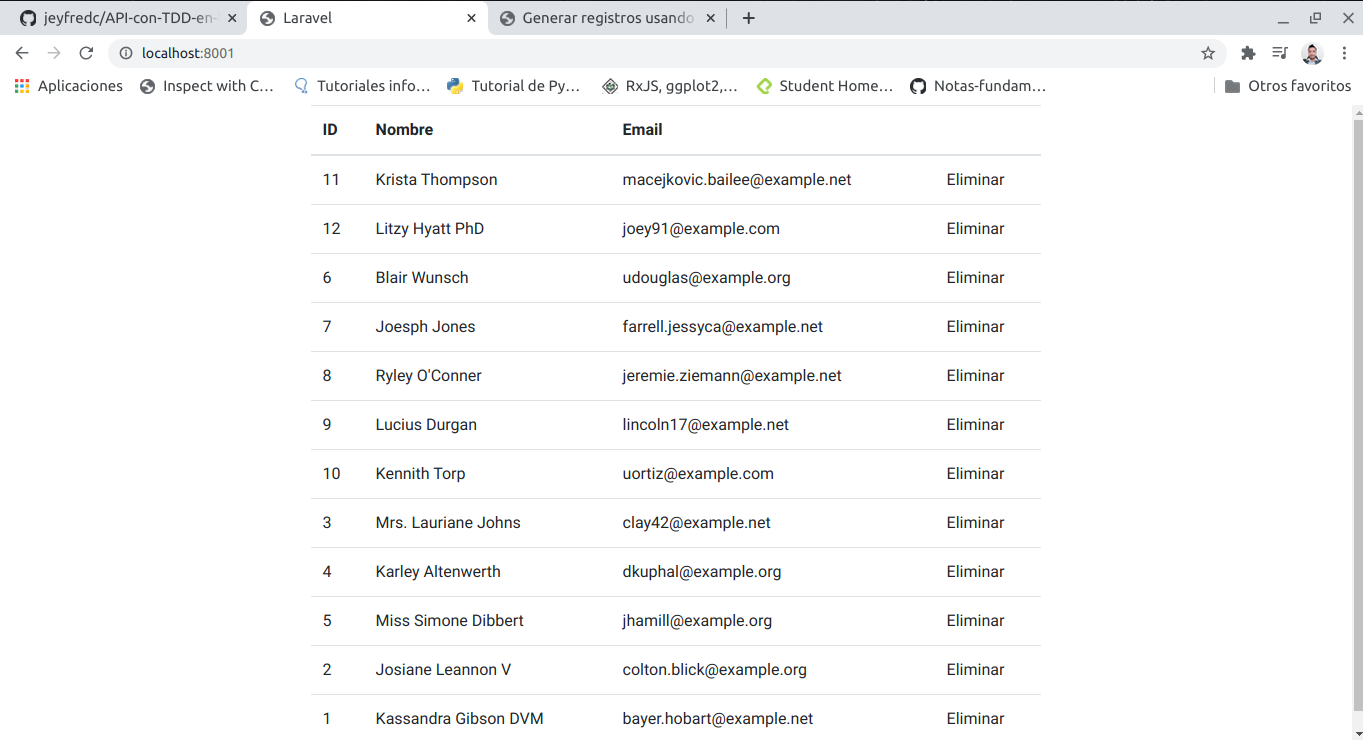 jeyfredc/API-con-TDD-en-
Laravel
Generar registros usando
localhost:8001
Aplicaciones
Inspect with C...
Tutoriales info...
Tutorial de Py...
RxJS, ggplot2,...
Student Home...
Notas-fundam...
Otros favoritos
ID Nombre Email
11 Krista Thompson macejkovic.bailee@example.net Eliminar
12 Litzy Hyatt PhD joey91@example.com Eliminar
6 Blair Wunsch udouglas@example.org Eliminar
7 Joesph Jones farrell.jessyca@example.net Eliminar
8 Ryley O'Conner jeremie.ziemann@example.net Eliminar
9 Lucius Durgan lincoln17@example.net Eliminar
10 Kennith Torp uortiz@example.com Eliminar
3 Mrs. Lauriane Johns clay42@example.net Eliminar
4 Karley Altenwerth dkuphal@example.org Eliminar
5 Miss Simone Dibbert jhamill@example.org Eliminar
2 Josiane Leannon V colton.blick@example.org Eliminar
1 Kassandra Gibson DVM bayer.hobart@example.net Eliminar